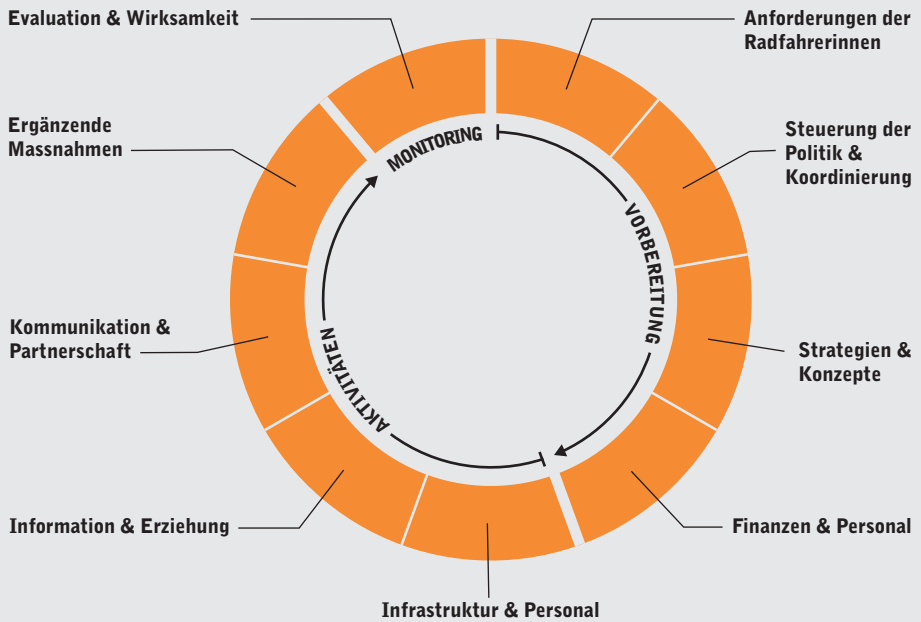 Evaluation & Wirksamkeit
Anforderungen der
Radfahrerinnen
Ergänzende
Massnahmen
Steuerung der
Politik &
Koordinierung
MONITORING
VORBEREITUNG
AKTIVITÄTEN
Kommunikation &
Partnerschaft
Strategien &
Konzepte
Information & Erziehung
Finanzen & Personal
Infrastruktur & Personal